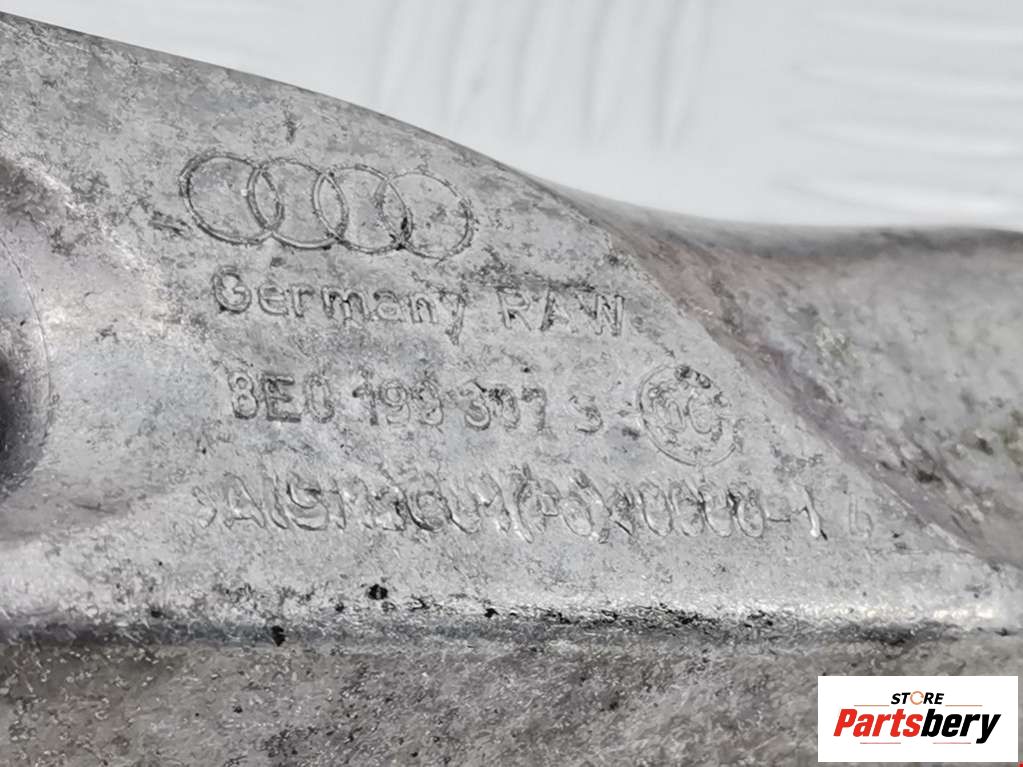 Germany RAW
8E0 199 307 S
STORE
Partsbery